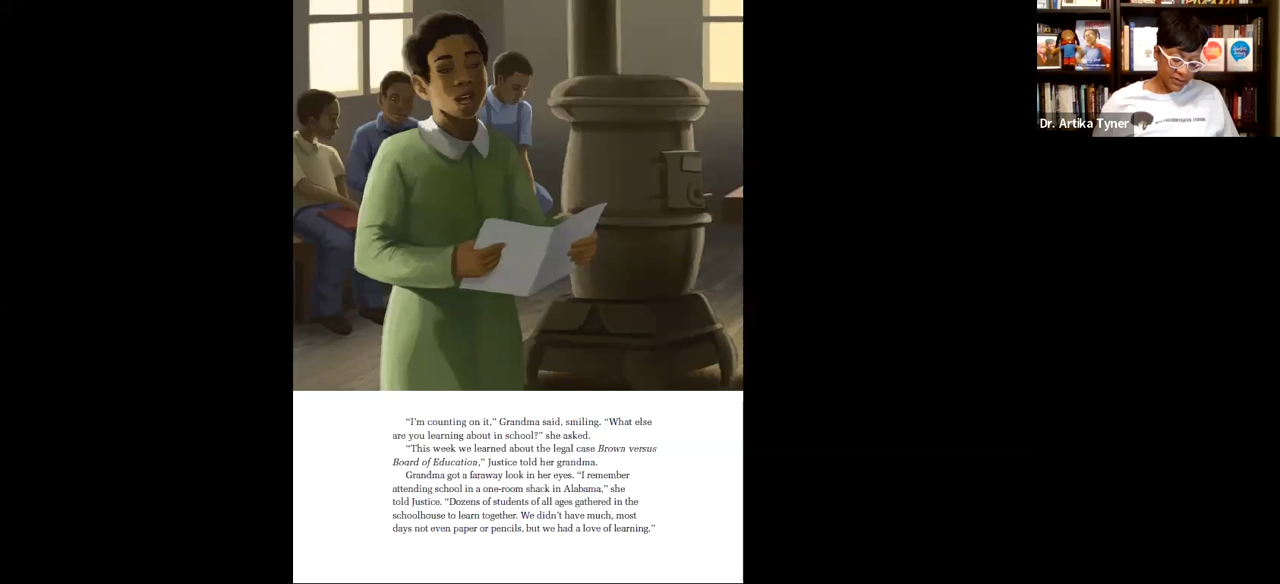 “I’m counting on it,” Grandma said, smiling. “What else
are you learning about in school?” she asked.
“This week we learned about the legal case Brown versus
Board of Education,” Justice told her grandma.
Grandma got a faraway look in her eyes. “I remember
attending school in a one-room shack in Alabama,” she
told Justice. “Dozens of students of all ages gathered in the
schoolhouse to learn together. We didn’t have much, most
days not even paper or pencils, but we had a love of learning.”
Dr. Artika Tyner